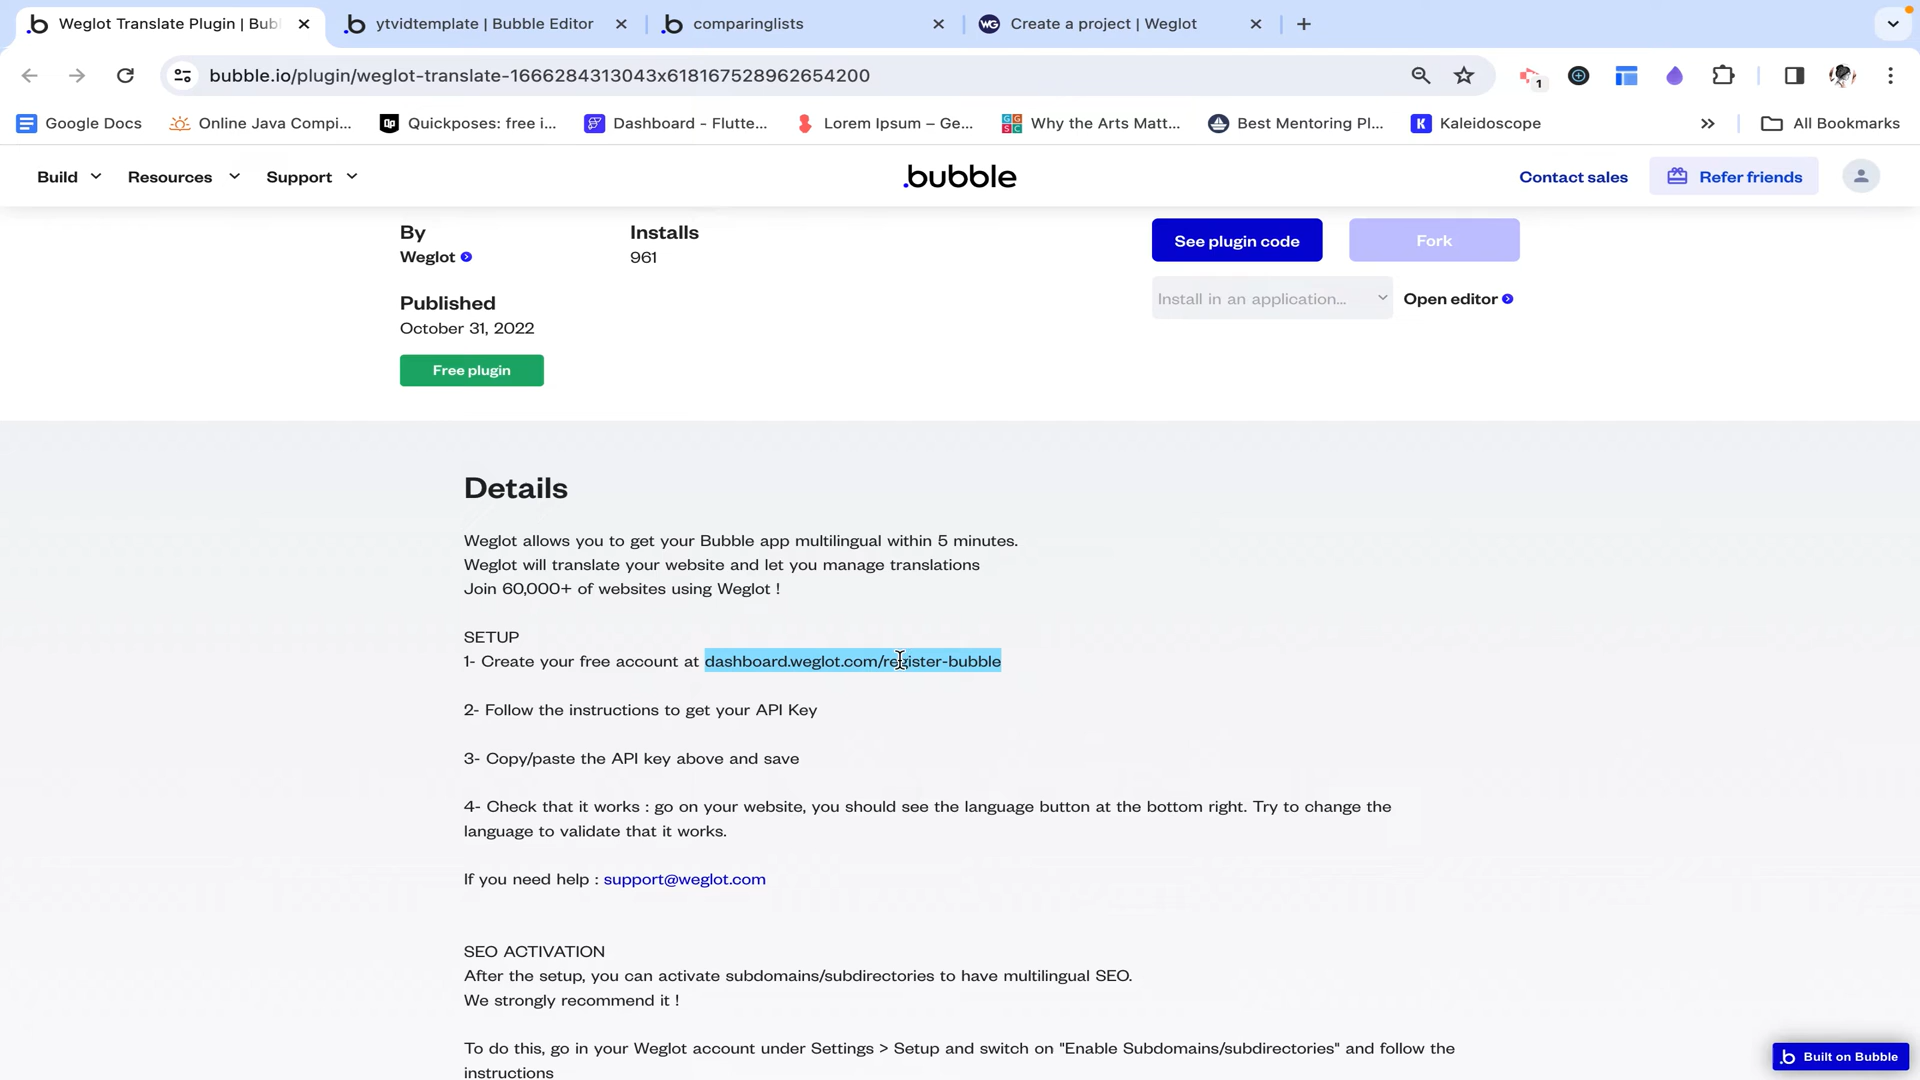 Weglot Translate Plugin | Bub
ytvidtemplate | Bubble Editor
comparinglists
Create a project | Weglot
bubble.io/plugin/weglot-translate-1666284313043x618167528962654200
1
Google Docs
Online Java Compi...
Quickposes: free i...
Dashboard - Flutte...
Lorem Ipsum – Ge...
Why the Arts Matt...
Best Mentoring Pl...
Kaleidoscope
All Bookmarks
Build
Resources
Support
.bubble
Contact sales
Refer friends
By
Weglot
Installs
961
See plugin code
Fork
Install in an application...
Open editor
Published
October 31, 2022
Free plugin
Details
Weglot allows you to get your Bubble app multilingual within 5 minutes.
Weglot will translate your website and let you manage translations
Join 60,000+ of websites using Weglot !
SETUP
1- Create your free account at dashboard.weglot.com/register-bubble
2- Follow the instructions to get your API Key
3- Copy/paste the API key above and save
4- Check that it works : go on your website, you should see the language button at the bottom right. Try to change the
language to validate that it works.
If you need help : support@weglot.com
SEO ACTIVATION
After the setup, you can activate subdomains/subdirectories to have multilingual SEO.
We strongly recommend it !
To do this, go in your Weglot account under Settings > Setup and switch on "Enable Subdomains/subdirectories" and follow the
instructions
Built on Bubble